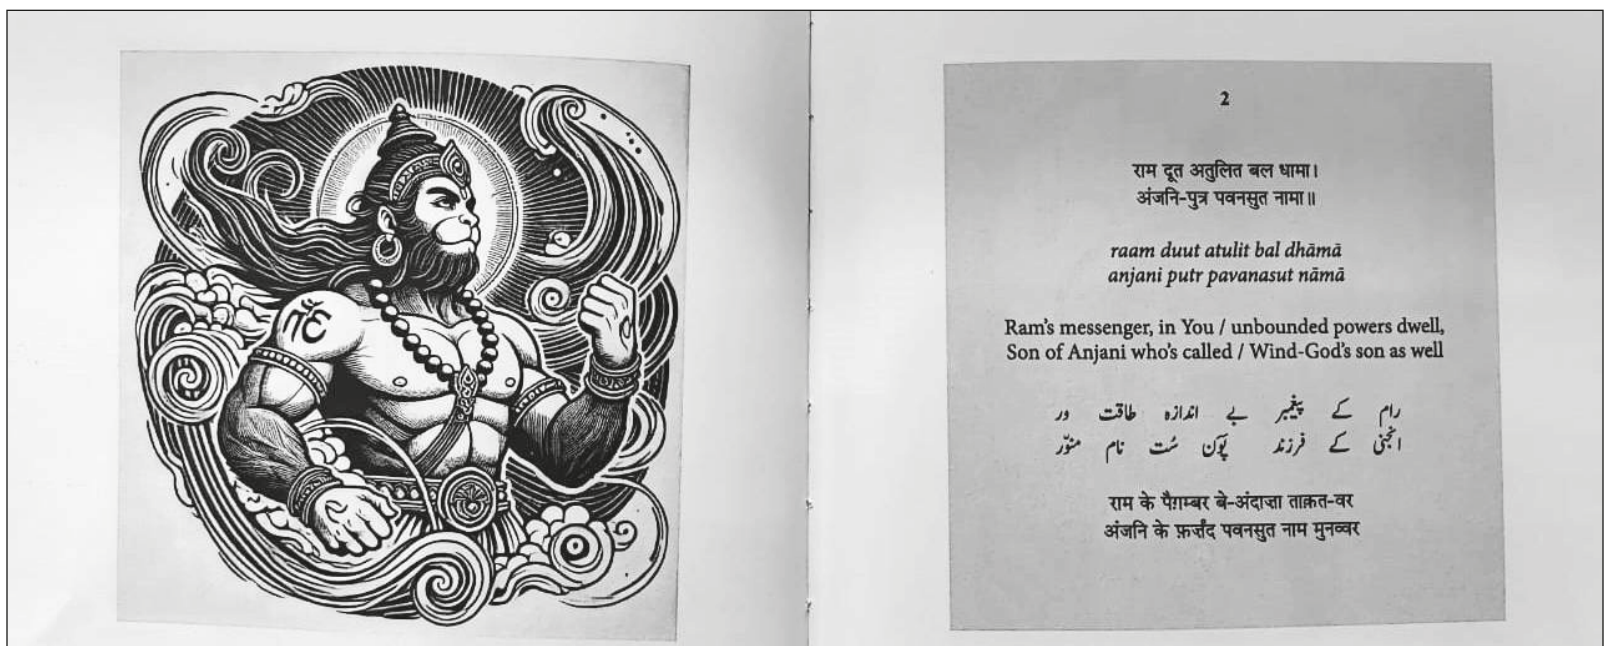 ॐ
2
राम दूत अतुलित बल धामा।
अंजनि-पुत्र पवनसुत नामा॥
raam duut atulit bal dhāmā
anjani putr pavanasut nāmā
Ram's messenger, in You / unbounded powers dwell,
Son of Anjani who's called / Wind-God's son as well
رام کے پیغمبر بے اندازہ طاقت ور
انجنی کے فرزند پَوَن سُت نام منوّر
राम के पैग़म्बर बे-अंदाज़ा ताक़त-वर
अंजनि के फ़र्ज़ंद पवनसुत नाम मुनव्वर